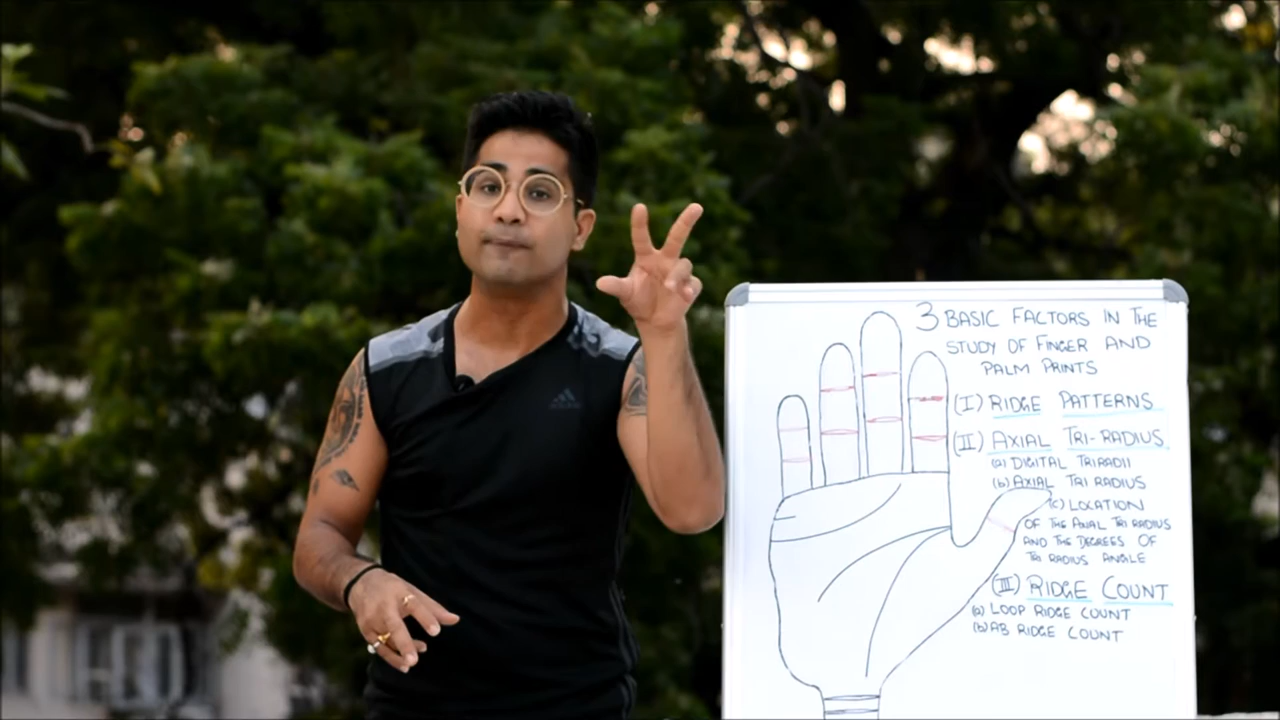 3 BASIC FACTORS IN THE
STUDY OF FINGER AND
PALM PRINTS
(I) RIDGE PATTERNS
(II) AXIAL TRI-RADIUS
(a) DIGITAL TRIRADII
(b) AXIAL TRI RADIUS
(c) LOCATION
OF THE AXIAL TRI RADIUS
AND THE DEGREES OF
TRI RADIUS ANGLE
(III) RIDGE COUNT
(a) LOOP RIDGE COUNT
(b) AB RIDGE COUNT